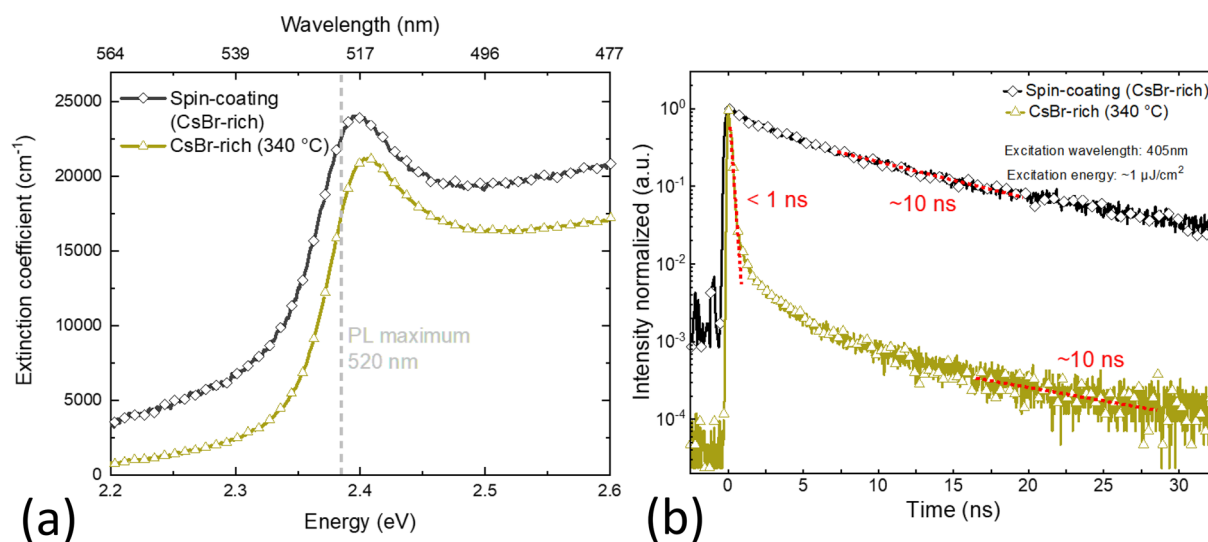 Wavelength (nm)
564 539 517 496 477
Extinction coefficient (cm⁻¹)
25000
20000
15000
10000
5000
0
Spin-coating
(CsBr-rich)
CsBr-rich (340 °C)
PL maximum
520 nm
2.2 2.3 2.4 2.5 2.6
Energy (eV)
(a)
Intensity normalized (a.u.)
10⁰
10⁻¹
10⁻²
10⁻³
10⁻⁴
Spin-coating (CsBr-rich)
CsBr-rich (340 °C)
Excitation wavelength: 405nm
Excitation energy: ~1 µJ/cm²
< 1 ns
~10 ns
~10 ns
0 5 10 15 20 25 30
Time (ns)
(b)